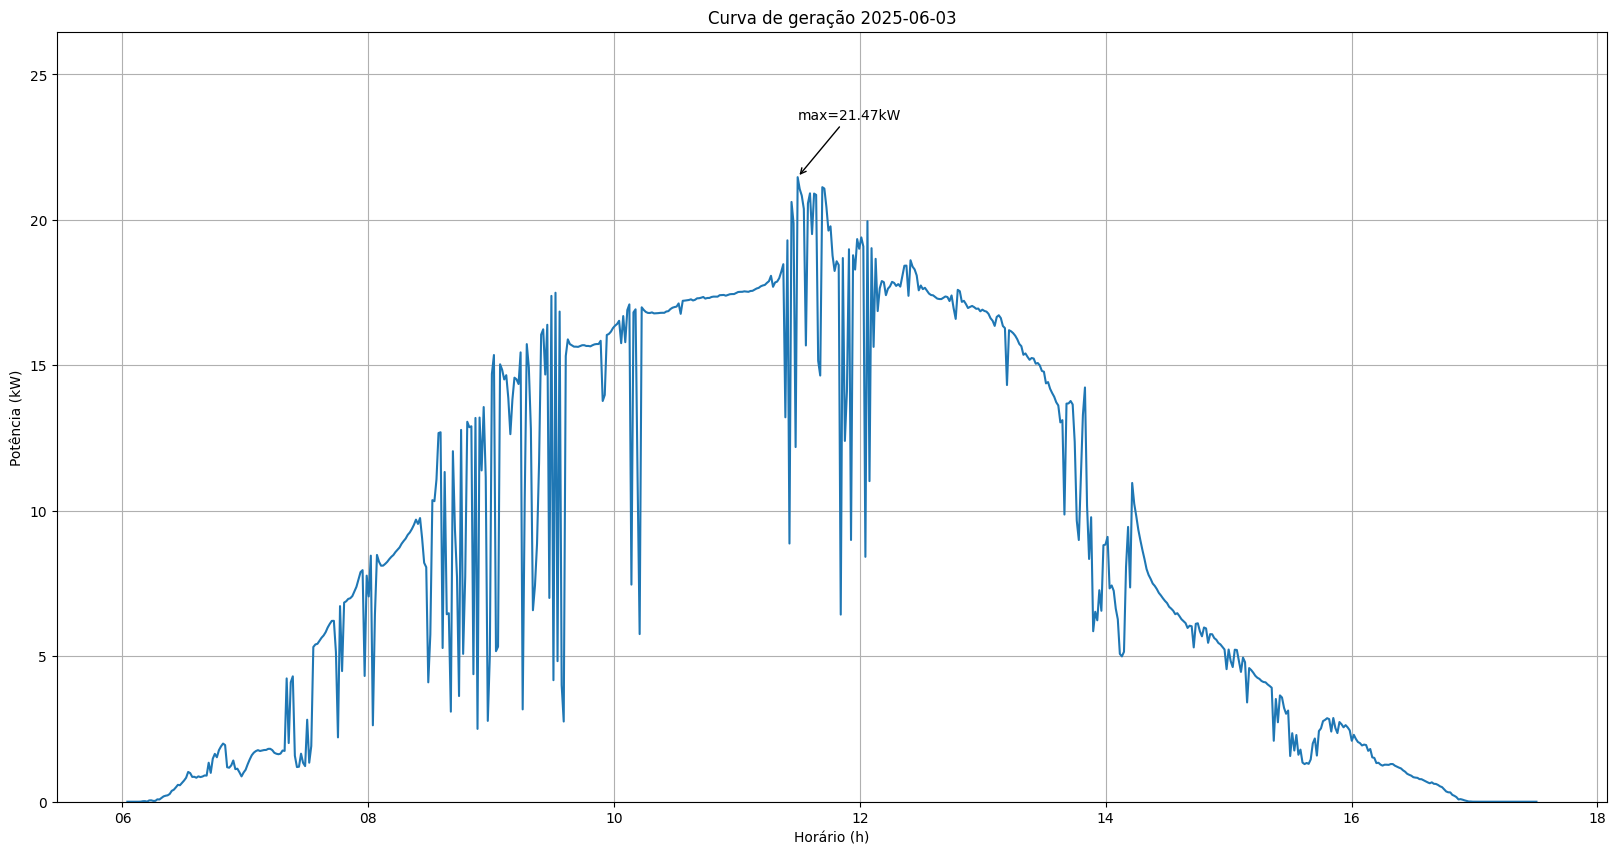 Curva de geração 2025-06-03
25
max=21.47kW
20
15
Potência (kW)
10
5
0
06 08 10 12 14 16 18
Horário (h)